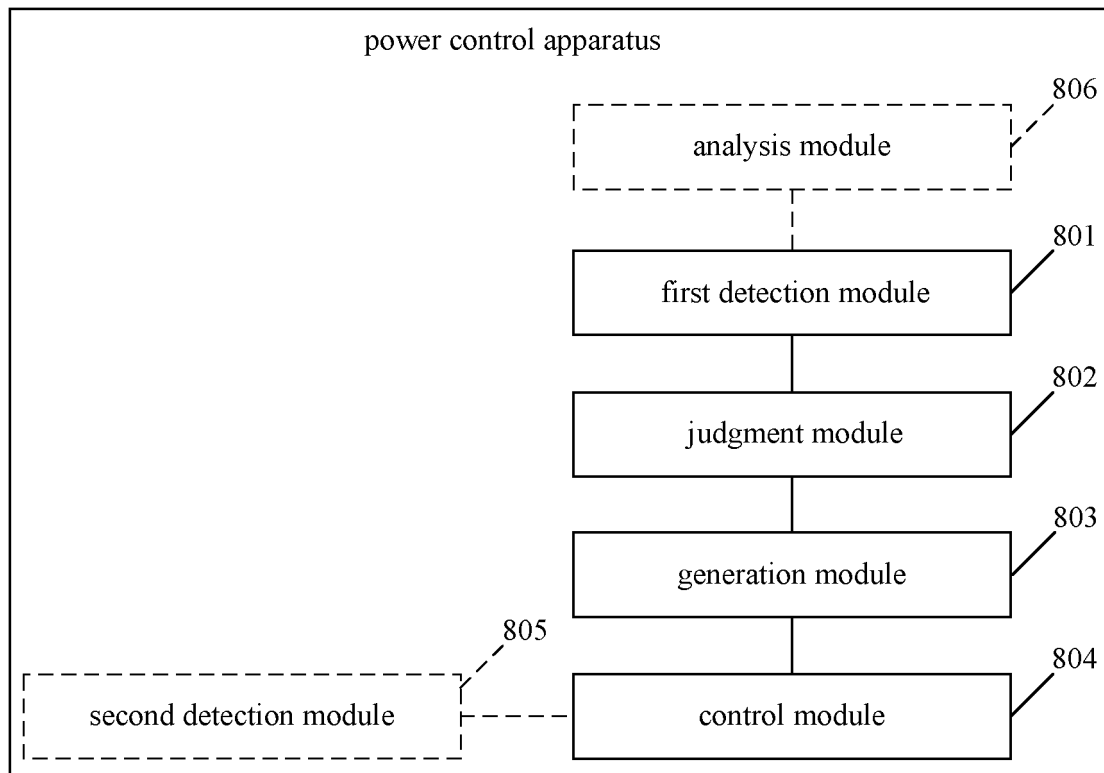 power control apparatus
806
analysis module
801
first detection module
802
judgment module
803
generation module
805
804
second detection module
control module